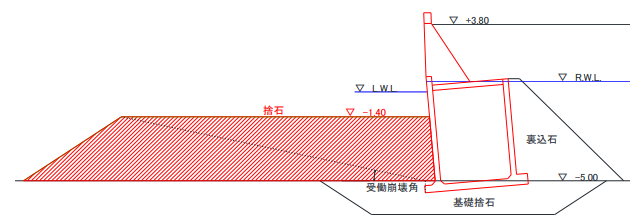 ▽ +3.80
▽ R.W.L.
▽ L.W.L.
捨石
▽ -1.40
裏込石
受働崩壊角
▽ -5.00
基礎捨石